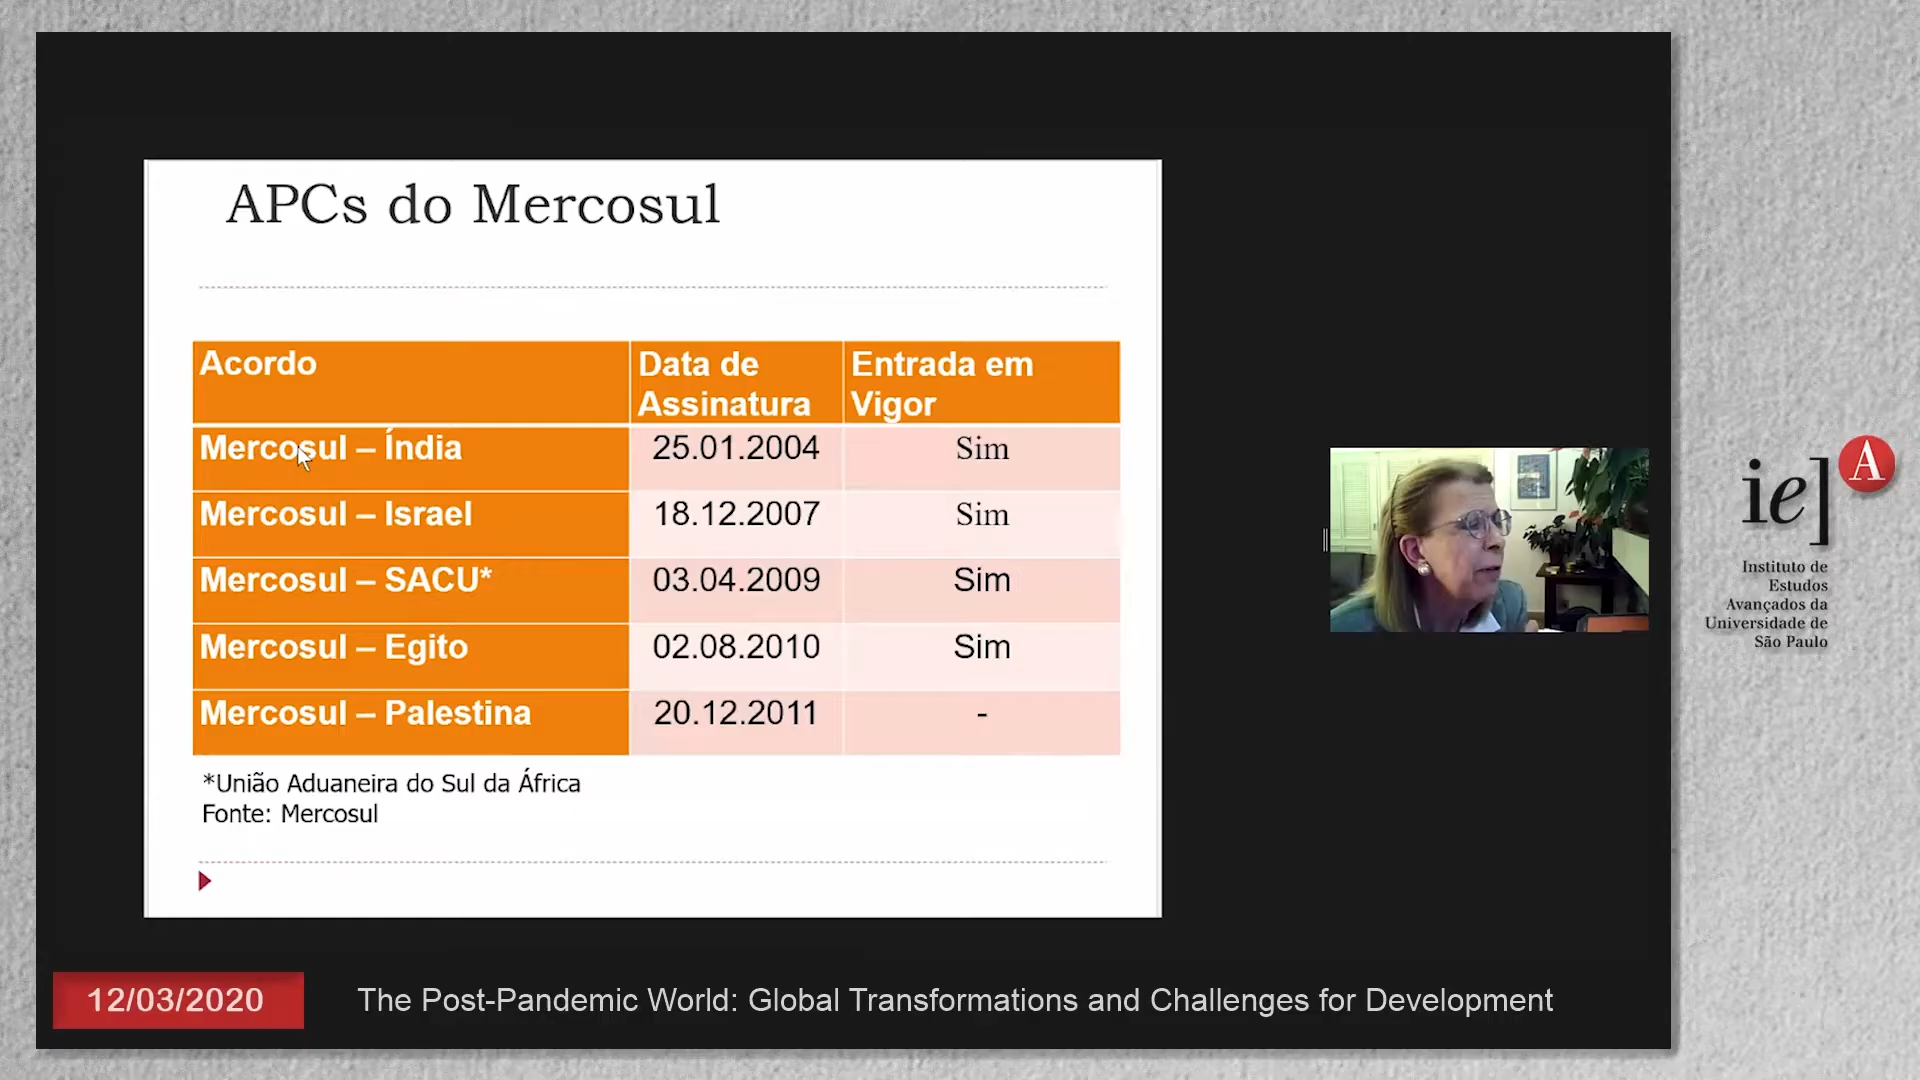 APCs do Mercosul
Acordo
Data de
Assinatura
Entrada em
Vigor
Mercosul – Índia 25.01.2004 Sim
Mercosul – Israel 18.12.2007 Sim
Mercosul – SACU* 03.04.2009 Sim
Mercosul – Egito 02.08.2010 Sim
Mercosul – Palestina 20.12.2011 -
*União Aduaneira do Sul da África
Fonte: Mercosul
ie] A
Instituto de
Estudos
Avançados da
Universidade de
São Paulo
12/03/2020 The Post-Pandemic World: Global Transformations and Challenges for Development